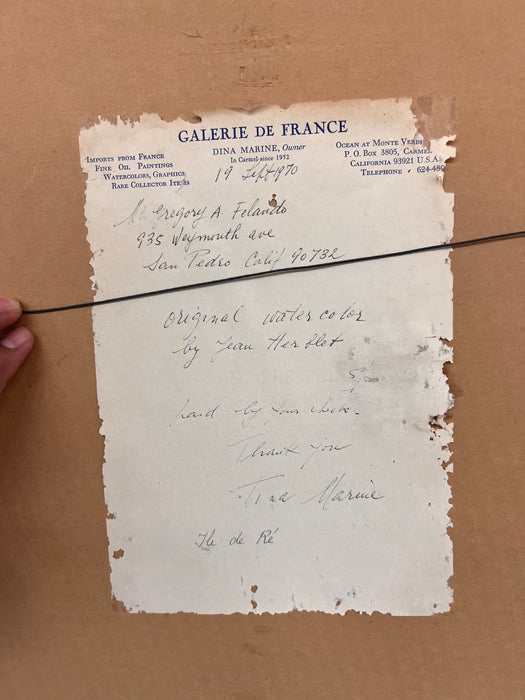 GALERIE DE FRANCE
DINA MARINE, Owner
In Carmel since 1952
Imports from France
Fine Oil Paintings
Watercolors, Graphics
Rare Collector Items
Ocean at Monte Verde
P. O. Box 3805, Carmel
California 93921 U.S.A.
Telephone 624-480
19 Sept 1970
Mr Gregory A. Felando
935 Weymouth ave
San Pedro Calif 90732
original water color
by Jean Herblet
paid by your check.
Thank you
Dina Marine
Ile de Ré